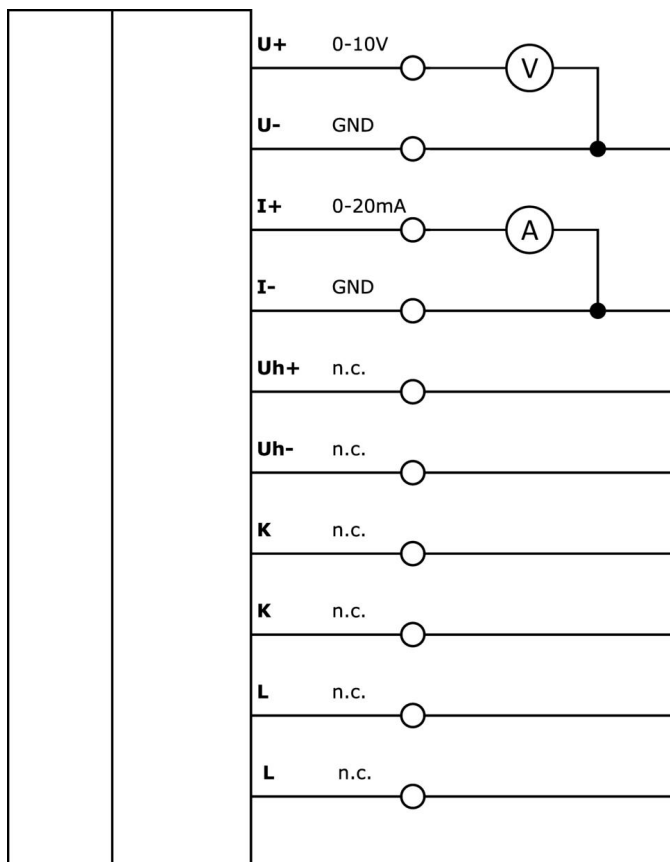 U+ 0-10V
V
U- GND
I+ 0-20mA
A
I- GND
Uh+ n.c.
Uh- n.c.
K n.c.
K n.c.
L n.c.
L n.c.